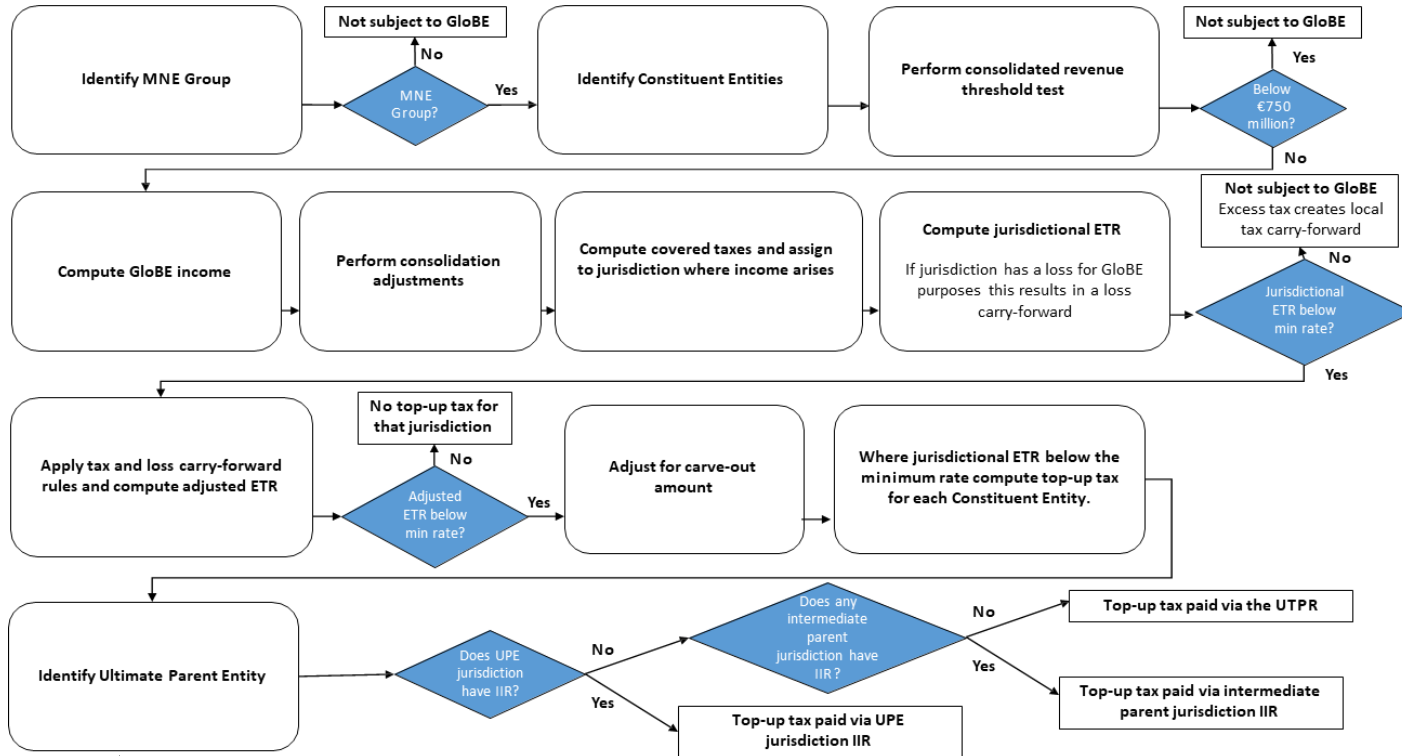 Not subject to GloBE
Not subject to GloBE
No
Yes
Identify MNE Group
MNE
Group?
Yes
Identify Constituent Entities
Perform consolidated revenue
threshold test
Below
€750
million?
No
Not subject to GloBE
Excess tax creates local
tax carry-forward
No
Compute GloBE income
Perform consolidation
adjustments
Compute covered taxes and assign
to jurisdiction where income arises
Compute jurisdictional ETR
If jurisdiction has a loss for GloBE
purposes this results in a loss
carry-forward
Jurisdictional
ETR below
min rate?
Yes
No top-up tax for
that jurisdiction
No
Apply tax and loss carry-forward
rules and compute adjusted ETR
Adjusted
ETR below
min rate?
Yes
Adjust for carve-out
amount
Where jurisdictional ETR below the
minimum rate compute top-up tax
for each Constituent Entity.
Identify Ultimate Parent Entity
Does UPE
jurisdiction
have IIR?
No
Yes
Does any
intermediate
parent
jurisdiction have
IIR?
No
Yes
Top-up tax paid via the UTPR
Top-up tax paid via intermediate
parent jurisdiction IIR
Top-up tax paid via UPE
jurisdiction IIR